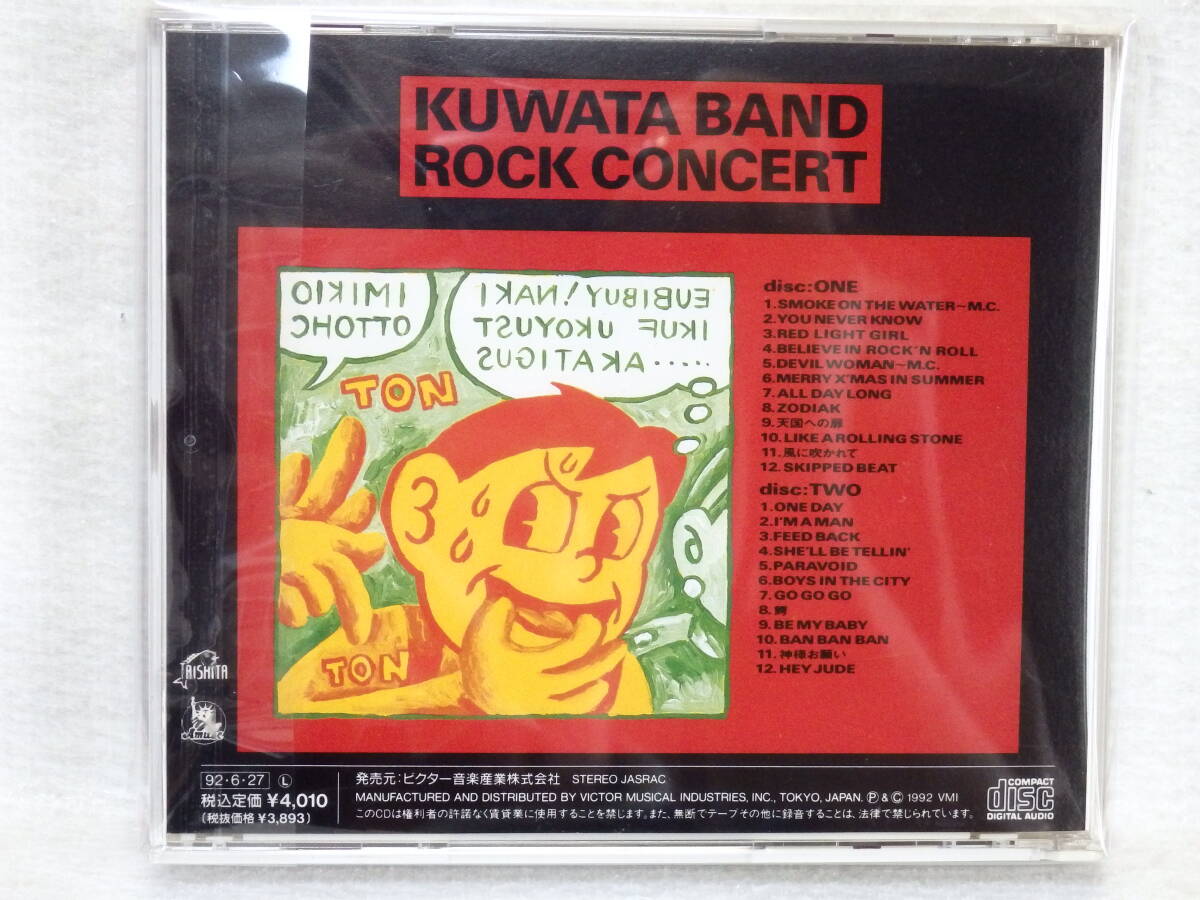 KUWATA BAND
ROCK CONCERT
OIKIMI
CHOTTO
EUBIBUY!NAKI
IKUF UKOYUST
.....AKATIGUS
TON
TON
disc:ONE
1.SMOKE ON THE WATER~M.C.
2.YOU NEVER KNOW
3.RED LIGHT GIRL
4.BELIEVE IN ROCK'N ROLL
5.DEVIL WOMAN~M.C.
6.MERRY X'MAS IN SUMMER
7.ALL DAY LONG
8.ZODIAK
9.天国への扉
10.LIKE A ROLLING STONE
11.風に吹かれて
12.SKIPPED BEAT
disc:TWO
1.ONE DAY
2.I'M A MAN
3.FEED BACK
4.SHE'LL BE TELLIN'
5.PARAVOID
6.BOYS IN THE CITY
7.GO GO GO
8.鰐
9.BE MY BABY
10.BAN BAN BAN
11.神様お願い
12.HEY JUDE
TAISHITA
Amuse
92・6・27 L
税込定価 ¥4,010
(税抜価格 ¥3,893)
発売元:ビクター音楽産業株式会社 STEREO JASRAC
MANUFACTURED AND DISTRIBUTED BY VICTOR MUSICAL INDUSTRIES, INC., TOKYO, JAPAN. Ⓟ & © 1992 VMI
このCDは権利者の許諾なく賃貸業に使用することを禁じます。また、無断でテープその他に録音することは、法律で禁じられています。
COMPACT
disc
DIGITAL AUDIO